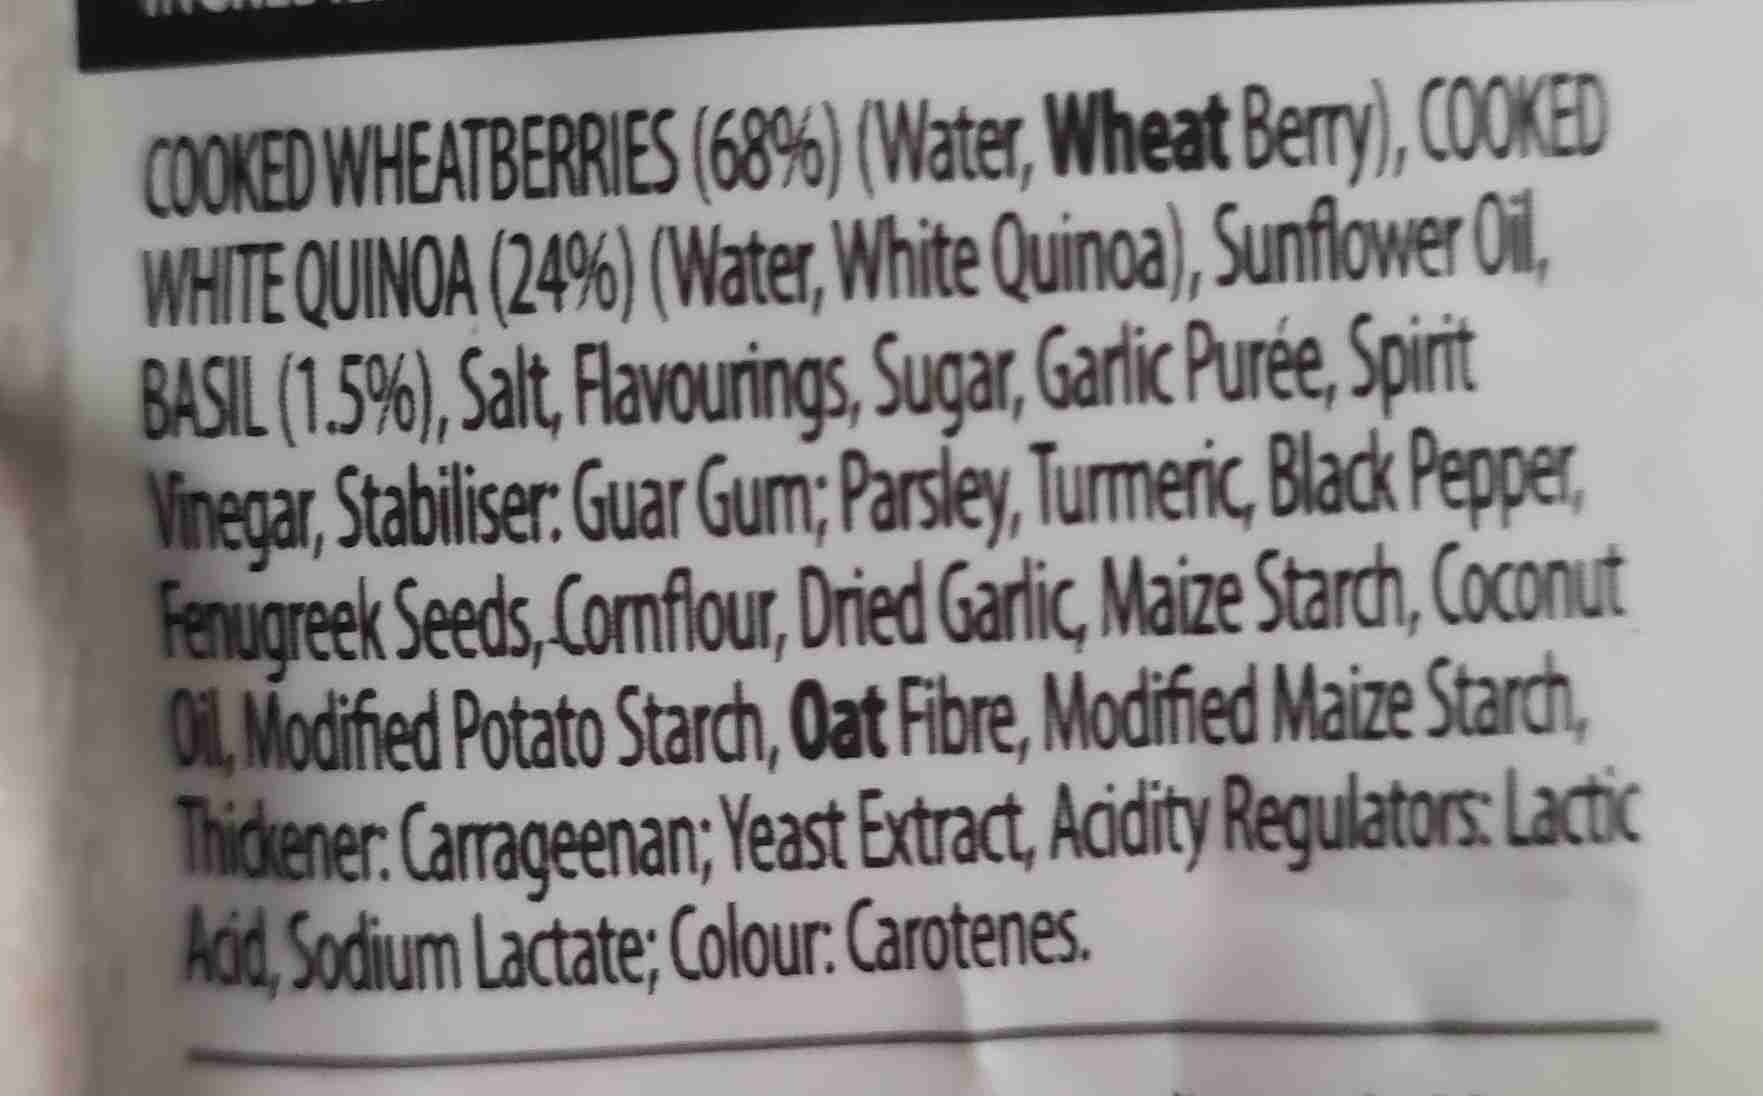 COOKED WHEATBERRIES (68%) (Water, Wheat Berry), COOKED
WHITE QUINOA (24%) (Water, White Quinoa), Sunflower Oil,
BASIL (1.5%), Salt, Flavourings, Sugar, Garlic Purée, Spirit
Vinegar, Stabiliser: Guar Gum; Parsley, Turmeric, Black Pepper,
Fenugreek Seeds, Cornflour, Dried Garlic, Maize Starch, Coconut
Oil, Modified Potato Starch, Oat Fibre, Modified Maize Starch,
Thickener: Carrageenan; Yeast Extract, Acidity Regulators: Lactic
Acid, Sodium Lactate; Colour: Carotenes.